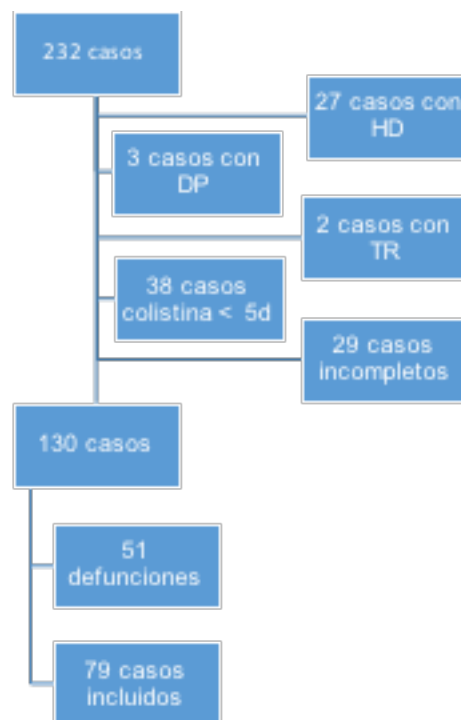 232 casos
27 casos con
HD
3 casos con
DP
2 casos con
TR
38 casos
colistina < 5d
29 casos
incompletos
130 casos
51
defunciones
79 casos
incluidos